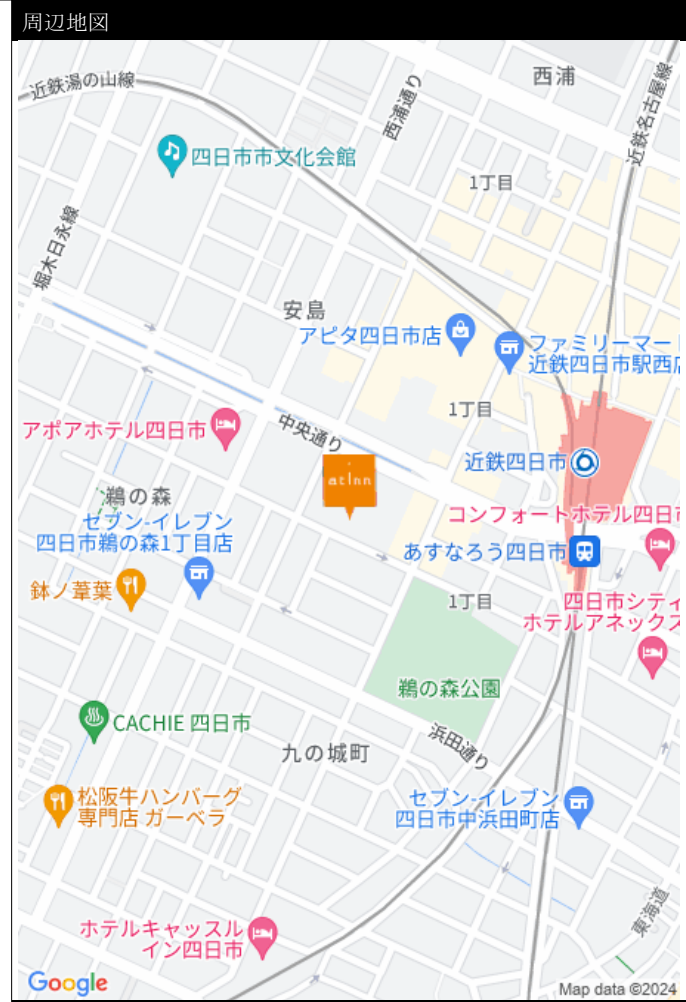 周辺地図
近鉄湯の山線
西浦通り
西浦
近鉄名古屋線
四日市市文化会館
1丁目
堀木日永線
安島
アピタ四日市店
ファミリーマート
近鉄四日市駅西店
1丁目
アポアホテル四日市
中央通り
近鉄四日市
at inn
鵜の森
コンフォートホテル四日市
セブン-イレブン
四日市鵜の森1丁目店
あすなろう四日市
鉢ノ葦葉
1丁目
四日市シティ
ホテルアネックス
鵜の森公園
CACHIE 四日市
浜田通り
九の城町
松阪牛ハンバーグ
専門店 ガーベラ
セブン-イレブン
四日市中浜田町店
東海道
ホテルキャッスル
イン四日市
Google
Map data ©2024